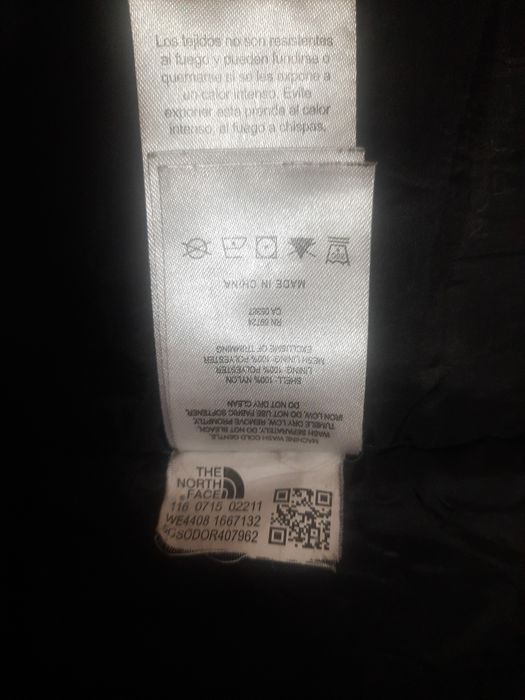 Los tejidos no son resistentes
al fuego y pueden fundirse o
quemarse si se les expone a
un calor intenso. Evite
exponer esta prenda al calor
intenso, al fuego a chispas.
MACHINE WASH COLD GENTLE,
WASH SEPARATELY, DO NOT BLEACH,
TUMBLE DRY LOW, REMOVE PROMPTLY,
IRON LOW, DO NOT USE FABRIC SOFTENER,
DO NOT DRY CLEAN
SHELL: 100% NYLON
LINING: 100% POLYESTER
MESH LINING: 100% POLYESTER
EXCLUSIVE OF TRIMMING
RN 61724
CA 05367
MADE IN CHINA
THE
NORTH
FACE
116 0715 02211
WE4408 1667132
407962